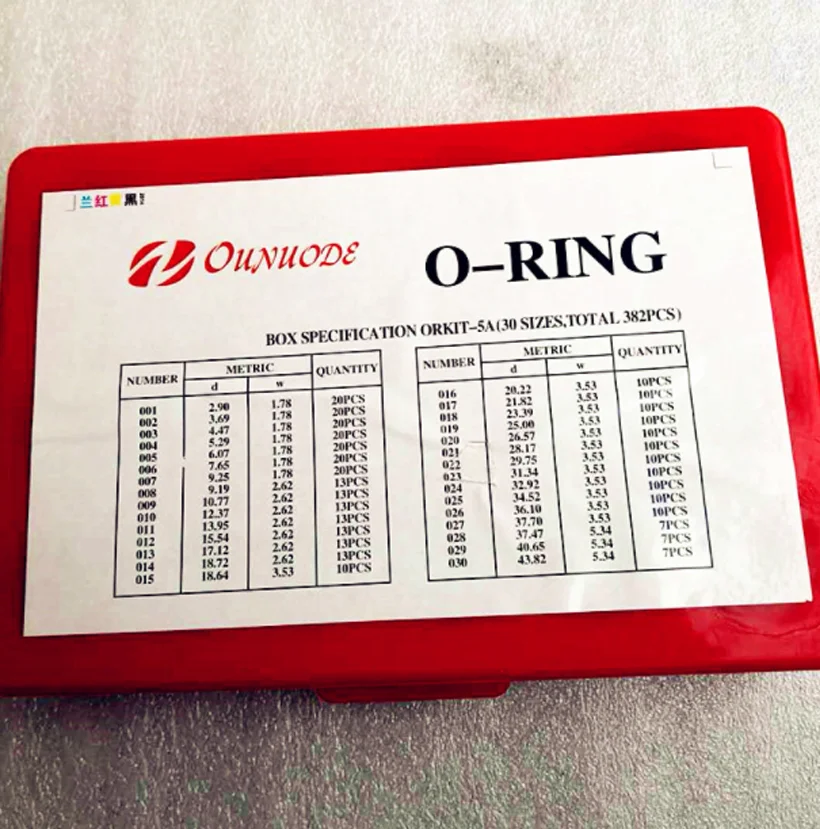 兰红 黑
OUNUODE
O-RING
BOX SPECIFICATION ORKIT-5A(30 SIZES,TOTAL 382PCS)
NUMBER METRIC QUANTITY
d w
001 2.90 1.78 20PCS
002 3.69 1.78 20PCS
003 4.47 1.78 20PCS
004 5.29 1.78 20PCS
005 6.07 1.78 20PCS
006 7.65 1.78 20PCS
007 9.25 1.78 20PCS
008 9.19 2.62 13PCS
009 10.77 2.62 13PCS
010 12.37 2.62 13PCS
011 13.95 2.62 13PCS
012 15.54 2.62 13PCS
013 17.12 2.62 13PCS
014 18.72 2.62 13PCS
015 18.64 3.53 10PCS
NUMBER METRIC QUANTITY
d w
016 20.22 3.53 10PCS
017 21.82 3.53 10PCS
018 23.39 3.53 10PCS
019 25.00 3.53 10PCS
020 26.57 3.53 10PCS
021 28.17 3.53 10PCS
022 29.75 3.53 10PCS
023 31.34 3.53 10PCS
024 32.92 3.53 10PCS
025 34.52 3.53 10PCS
026 36.10 3.53 10PCS
027 37.70 3.53 10PCS
028 37.47 5.34 7PCS
029 40.65 5.34 7PCS
030 43.82 5.34 7PCS